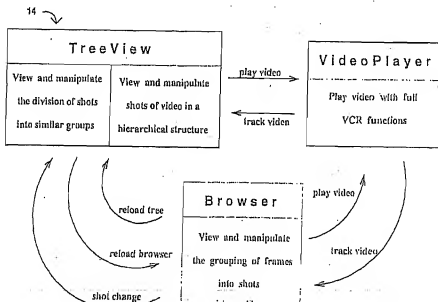 14
TreeView
View and manipulate
the division of shots
into similar groups
View and manipulate
shots of video in a
hierarchical structure
play video
track video
VideoPlayer
Play video with full
VCR functions
reload tree
reload browser
shot change
Browser
View and manipulate
the grouping of frames
into shots
play video
track video